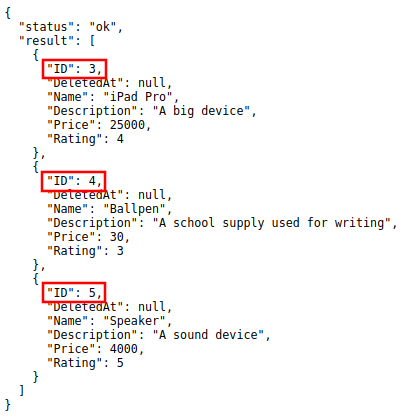 {
  "status": "ok",
  "result": [
    {
      "ID": 3,
      "DeletedAt": null,
      "Name": "iPad Pro",
      "Description": "A big device",
      "Price": 25000,
      "Rating": 4
    },
    {
      "ID": 4,
      "DeletedAt": null,
      "Name": "Ballpen",
      "Description": "A school supply used for writing",
      "Price": 30,
      "Rating": 3
    },
    {
      "ID": 5,
      "DeletedAt": null,
      "Name": "Speaker",
      "Description": "A sound device",
      "Price": 4000,
      "Rating": 5
    }
  ]
}